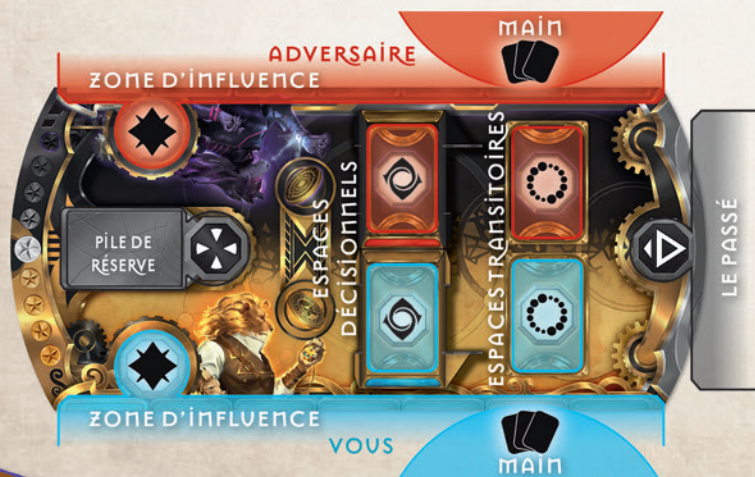 MAIN
ADVERSAIRE
ZONE D'INFLUENCE
PILE DE
RÉSERVE
ESPACES
DÉCISIONNELS
ESPACES TRANSITOIRES
LE PASSÉ
ZONE D'INFLUENCE
VOUS
MAIN